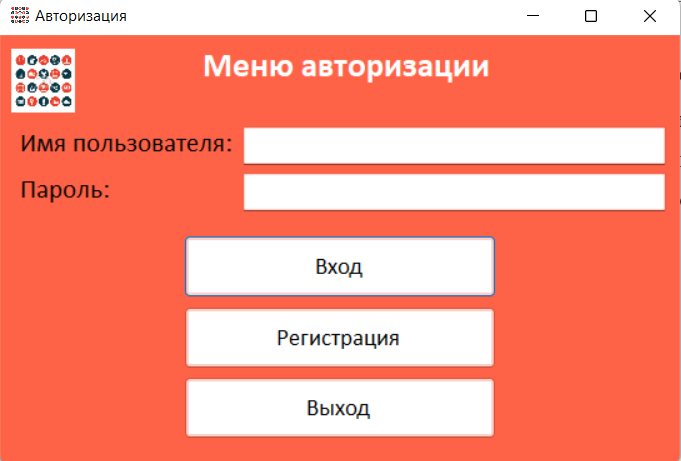 Авторизация
Меню авторизации
Имя пользователя:
Пароль:
Вход
Регистрация
Выход